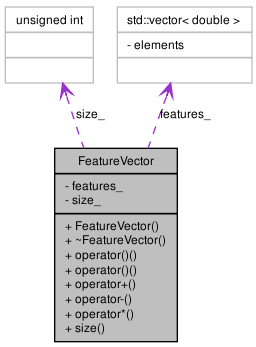 unsigned int
std::vector< double >
- elements
size_
features_
FeatureVector
- features_
- size_
+ FeatureVector()
+ ~FeatureVector()
+ operator()()
+ operator()()
+ operator+()
+ operator-()
+ operator*()
+ size()